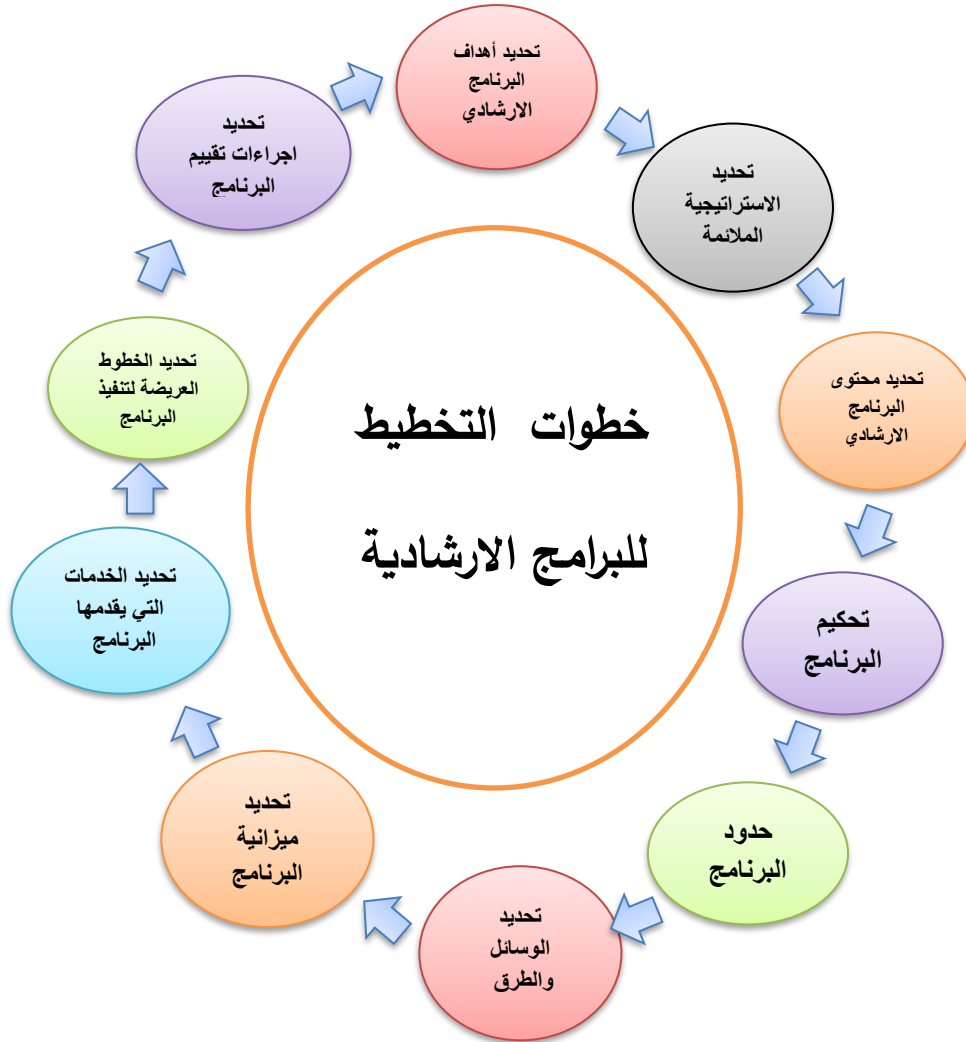 تحديد أهداف
البرنامج
الارشادي
تحديد
الاستراتيجية
الملائمة
تحديد محتوى
البرنامج
الارشادي
تحكيم
البرنامج
حدود
البرنامج
تحديد
الوسائل
والطرق
تحديد
ميزانية
البرنامج
تحديد الخدمات
التي يقدمها
البرنامج
تحديد الخطوط
العريضة لتنفيذ
البرنامج
تحديد
اجراءات تقييم
البرنامج
خطوات التخطيط
للبرامج الارشادية